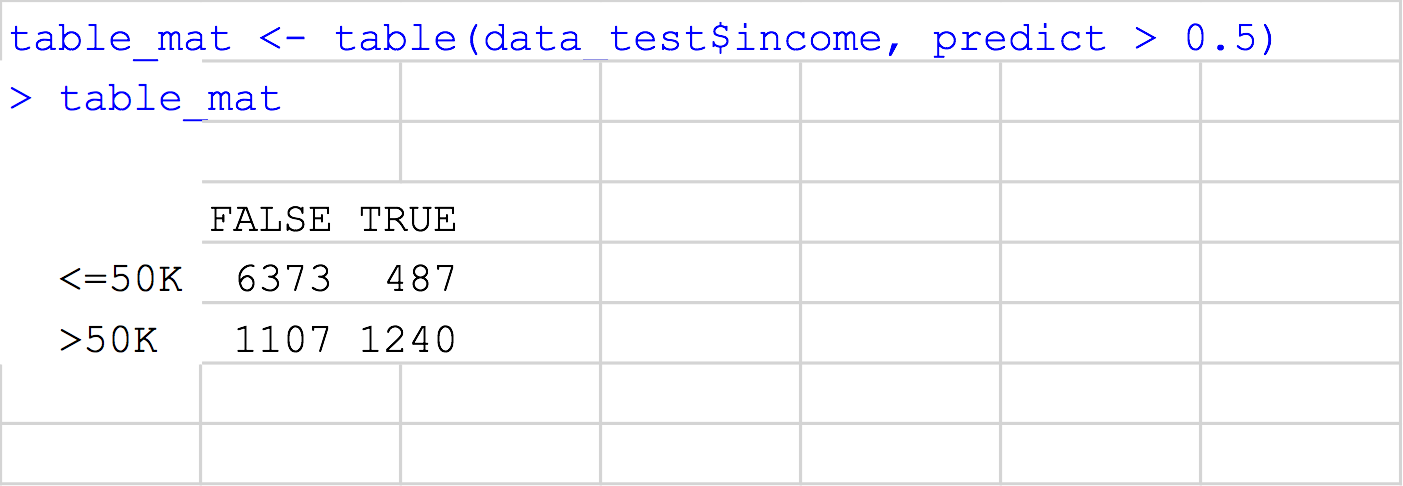 table_mat <- table(data_test$income, predict > 0.5)
> table_mat
FALSE TRUE
<=50K 6373 487
>50K 1107 1240